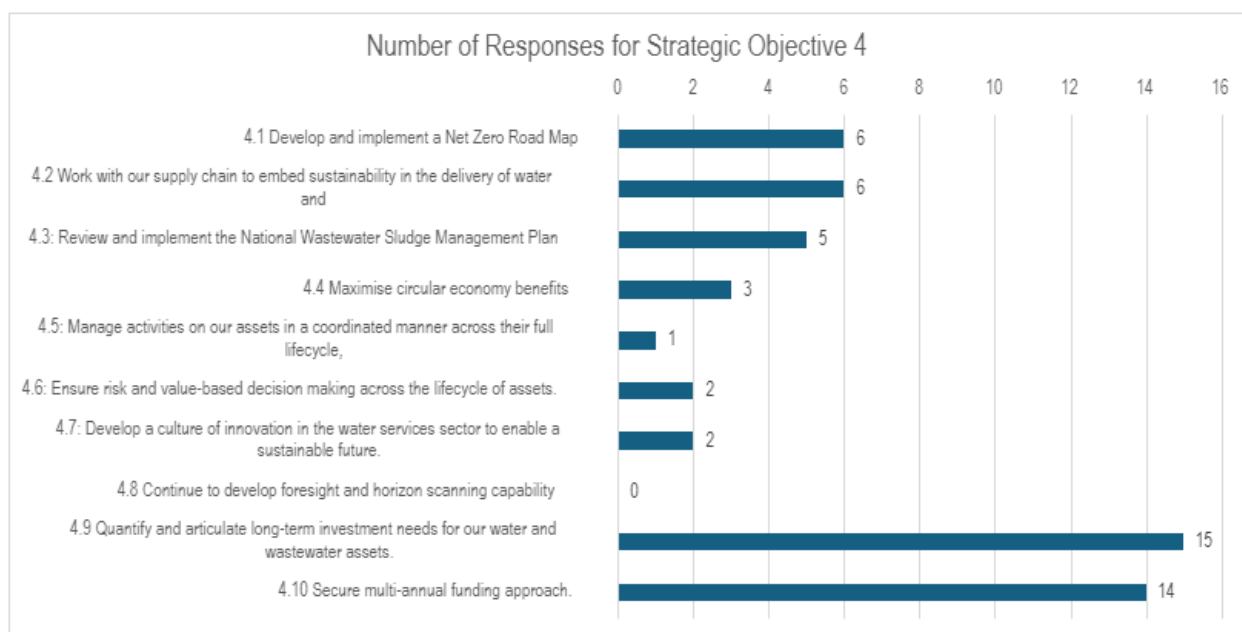 Number of Responses for Strategic Objective 4
0 2 4 6 8 10 12 14 16
4.1 Develop and implement a Net Zero Road Map 6
4.2 Work with our supply chain to embed sustainability in the delivery of water
and 6
4.3: Review and implement the National Wastewater Sludge Management Plan 5
4.4 Maximise circular economy benefits 3
4.5: Manage activities on our assets in a coordinated manner across their full
lifecycle, 1
4.6: Ensure risk and value-based decision making across the lifecycle of assets. 2
4.7: Develop a culture of innovation in the water services sector to enable a
sustainable future. 2
4.8 Continue to develop foresight and horizon scanning capability 0
4.9 Quantify and articulate long-term investment needs for our water and
wastewater assets. 15
4.10 Secure multi-annual funding approach. 14